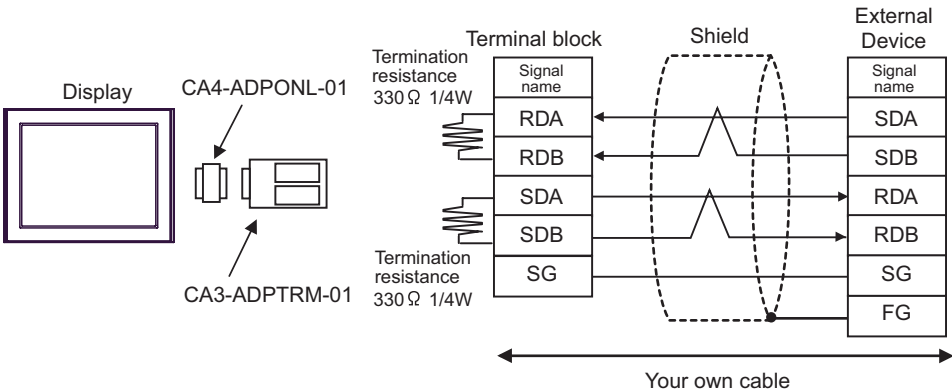 Display
CA4-ADPONL-01
CA3-ADPTRM-01
Termination
resistance
330Ω 1/4W
Termination
resistance
330Ω 1/4W
Terminal block
Signal
name
RDA
RDB
SDA
SDB
SG
Shield
External
Device
Signal
name
SDA
SDB
RDA
RDB
SG
FG
Your own cable